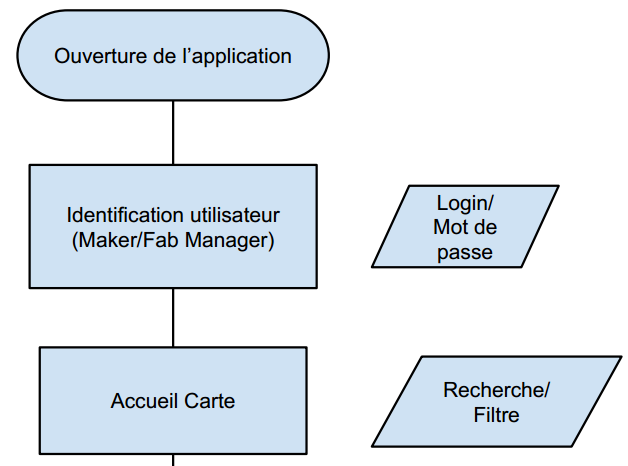 Ouverture de l’application
Identification utilisateur
(Maker/Fab Manager)
Login/
Mot de
passe
Accueil Carte
Recherche/
Filtre